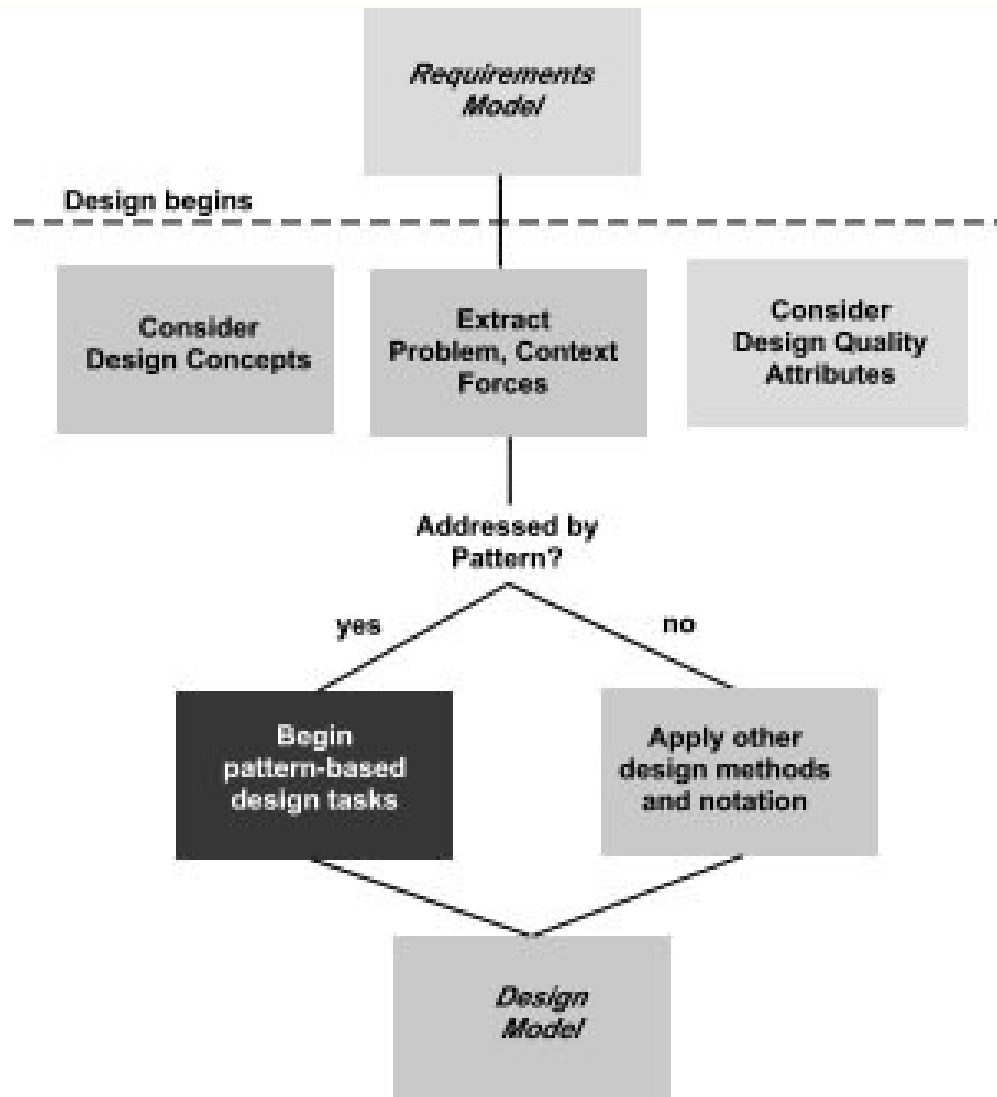 Requirements
Model
Design begins
Consider
Design Concepts
Extract
Problem, Context
Forces
Consider
Design Quality
Attributes
Addressed by
Pattern?
yes
no
Begin
pattern-based
design tasks
Apply other
design methods
and notation
Design
Model